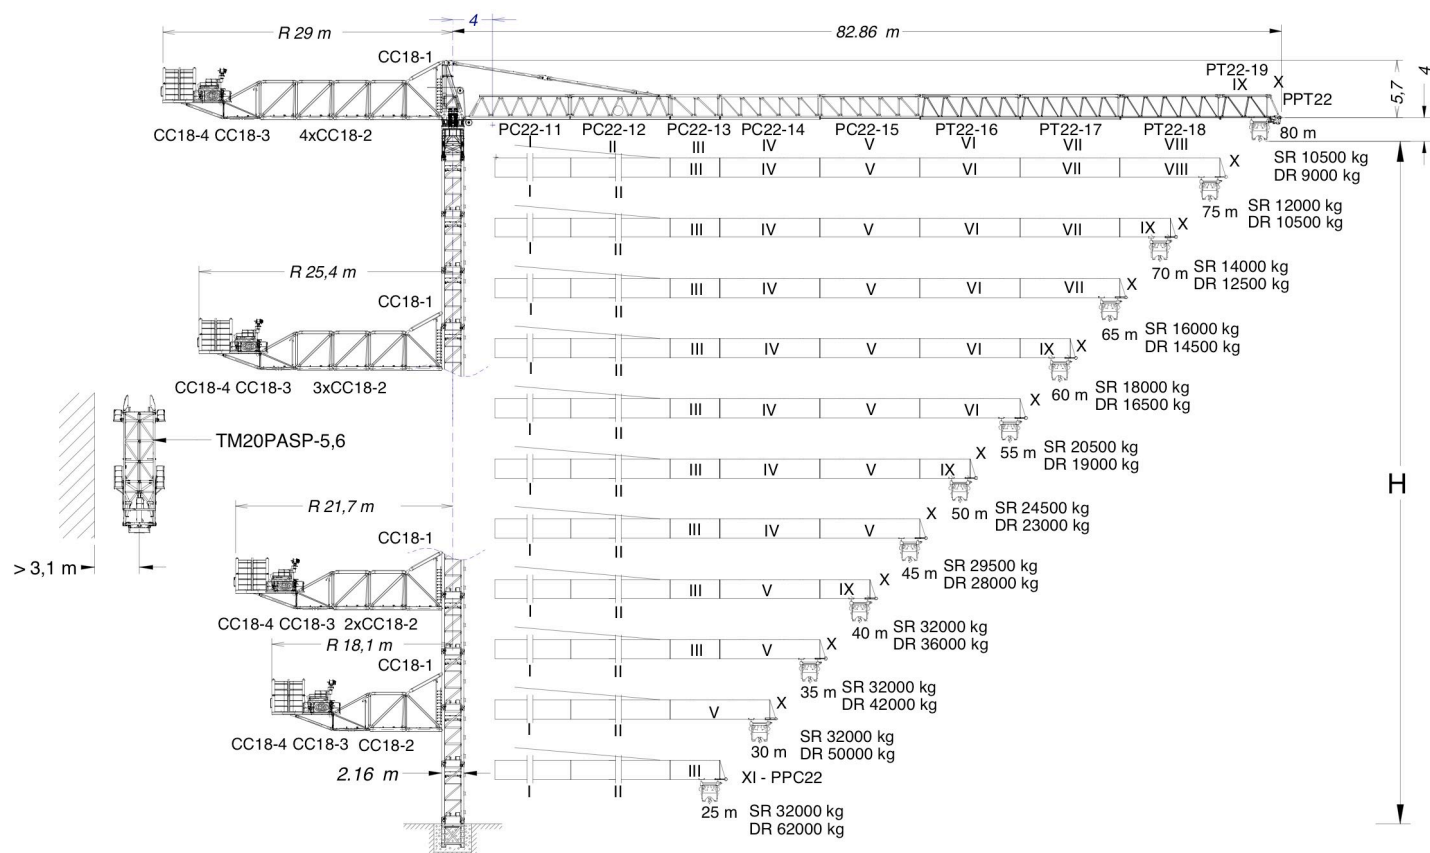 R 29 m
4
82.86 m
CC18-1
PT22-19
IX
X
PPT22
5,7
4
CC18-4 CC18-3 4xCC18-2
PC22-11 PC22-12 PC22-13 PC22-14 PC22-15 PT22-16 PT22-17 PT22-18
80 m
I II III IV V VI VII VIII
SR 10500 kg
DR 9000 kg
III IV V VI VII VIII X
I II
75 m
SR 12000 kg
DR 10500 kg
III IV V VI VII IX X
I II
70 m
SR 14000 kg
DR 12500 kg
R 25,4 m
CC18-1
III IV V VI VII X
I II
65 m
SR 16000 kg
DR 14500 kg
III IV V VI IX X
I II
60 m
SR 18000 kg
DR 16500 kg
CC18-4 CC18-3 3xCC18-2
III IV V VI X
I II
55 m
SR 20500 kg
DR 19000 kg
TM20PASP-5,6
III IV V IX X
I II
50 m
SR 24500 kg
DR 23000 kg
R 21,7 m
CC18-1
III IV V X
I II
45 m
SR 29500 kg
DR 28000 kg
> 3,1 m
H
III V IX X
I II
40 m
SR 32000 kg
DR 36000 kg
CC18-4 CC18-3 2xCC18-2
R 18,1 m
CC18-1
III V X
I II
35 m
SR 32000 kg
DR 42000 kg
V X
I II
30 m
SR 32000 kg
DR 50000 kg
CC18-4 CC18-3 CC18-2
2.16 m
III XI - PPC22
I II
25 m
SR 32000 kg
DR 62000 kg